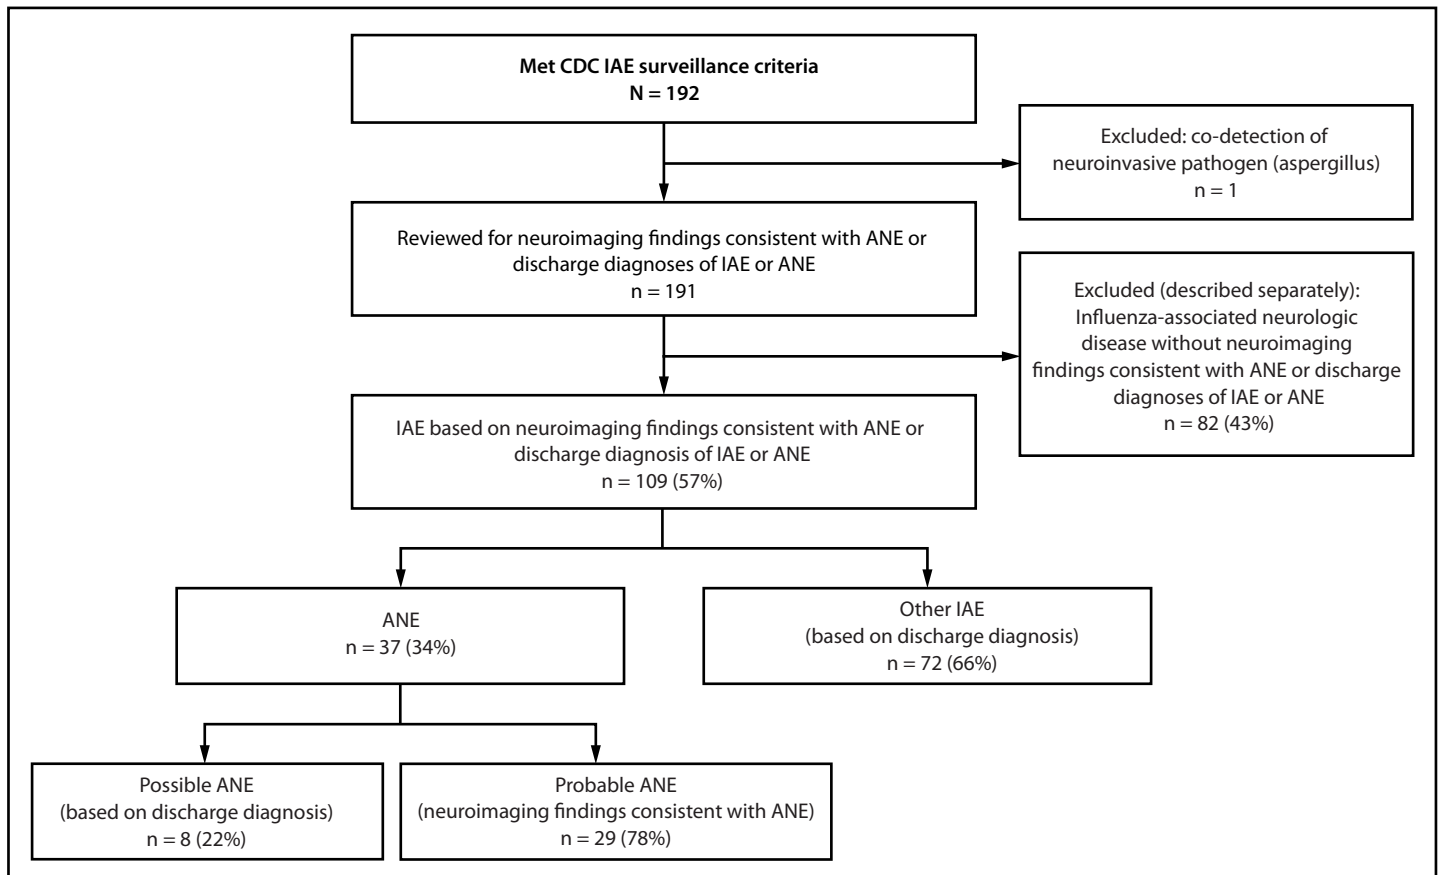 Met CDC IAE surveillance criteria
N = 192
Excluded: co-detection of
neuroinvasive pathogen (aspergillus)
n = 1
Reviewed for neuroimaging findings consistent with ANE or
discharge diagnoses of IAE or ANE
n = 191
Excluded (described separately):
Influenza-associated neurologic
disease without neuroimaging
findings consistent with ANE or discharge
diagnoses of IAE or ANE
n = 82 (43%)
IAE based on neuroimaging findings consistent with ANE or
discharge diagnosis of IAE or ANE
n = 109 (57%)
ANE
n = 37 (34%)
Other IAE
(based on discharge diagnosis)
n = 72 (66%)
Possible ANE
(based on discharge diagnosis)
n = 8 (22%)
Probable ANE
(neuroimaging findings consistent with ANE)
n = 29 (78%)